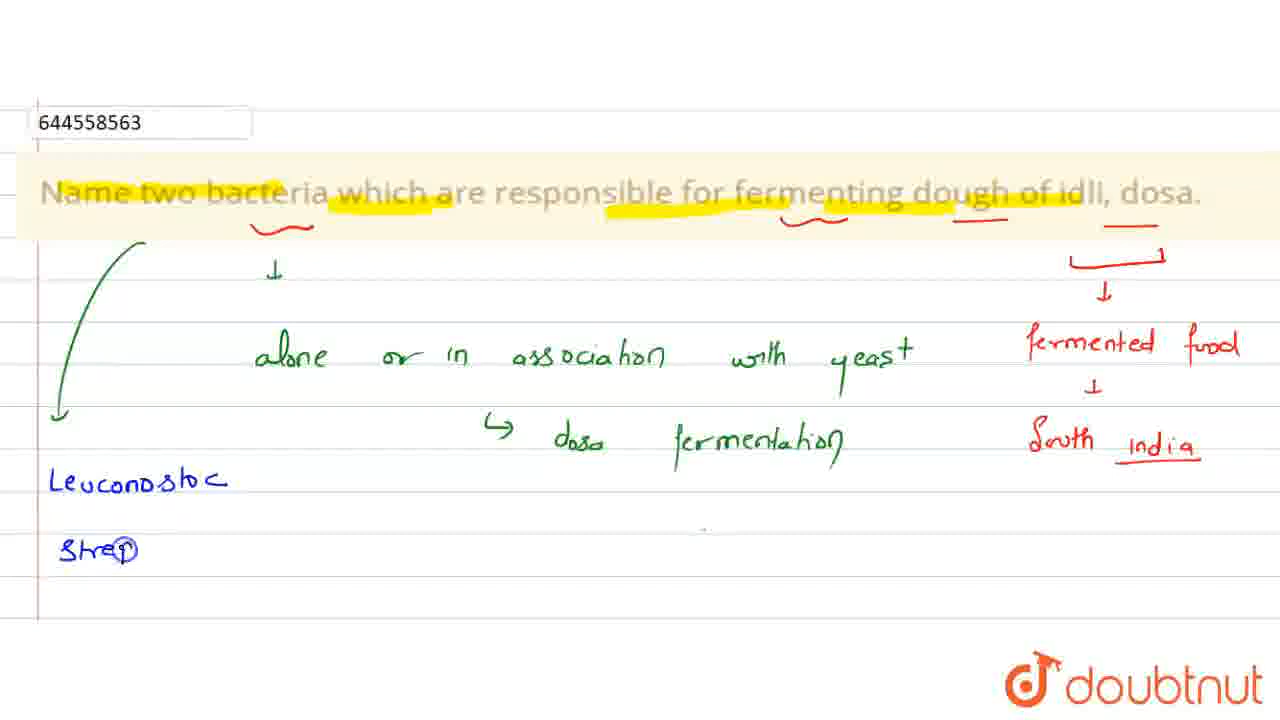 644558563
Name two bacteria which are responsible for fermenting dough of idli, dosa.
alone or in association with yeast
fermented food
↳ dosa fermentation
South india
Leuconostoc
Strep
doubtnut